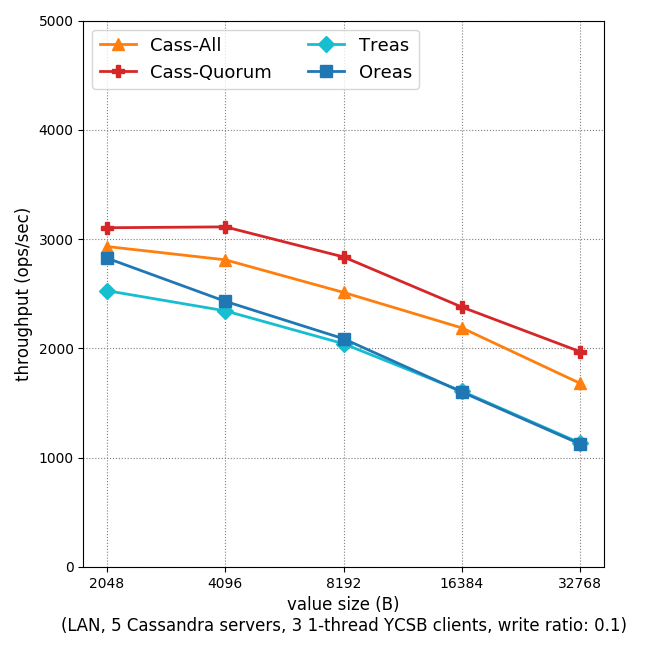 5000
4000
3000
2000
1000
0
throughput (ops/sec)
Cass-All
Cass-Quorum
Treas
Oreas
2048 4096 8192 16384 32768
value size (B)
(LAN, 5 Cassandra servers, 3 1-thread YCSB clients, write ratio: 0.1)